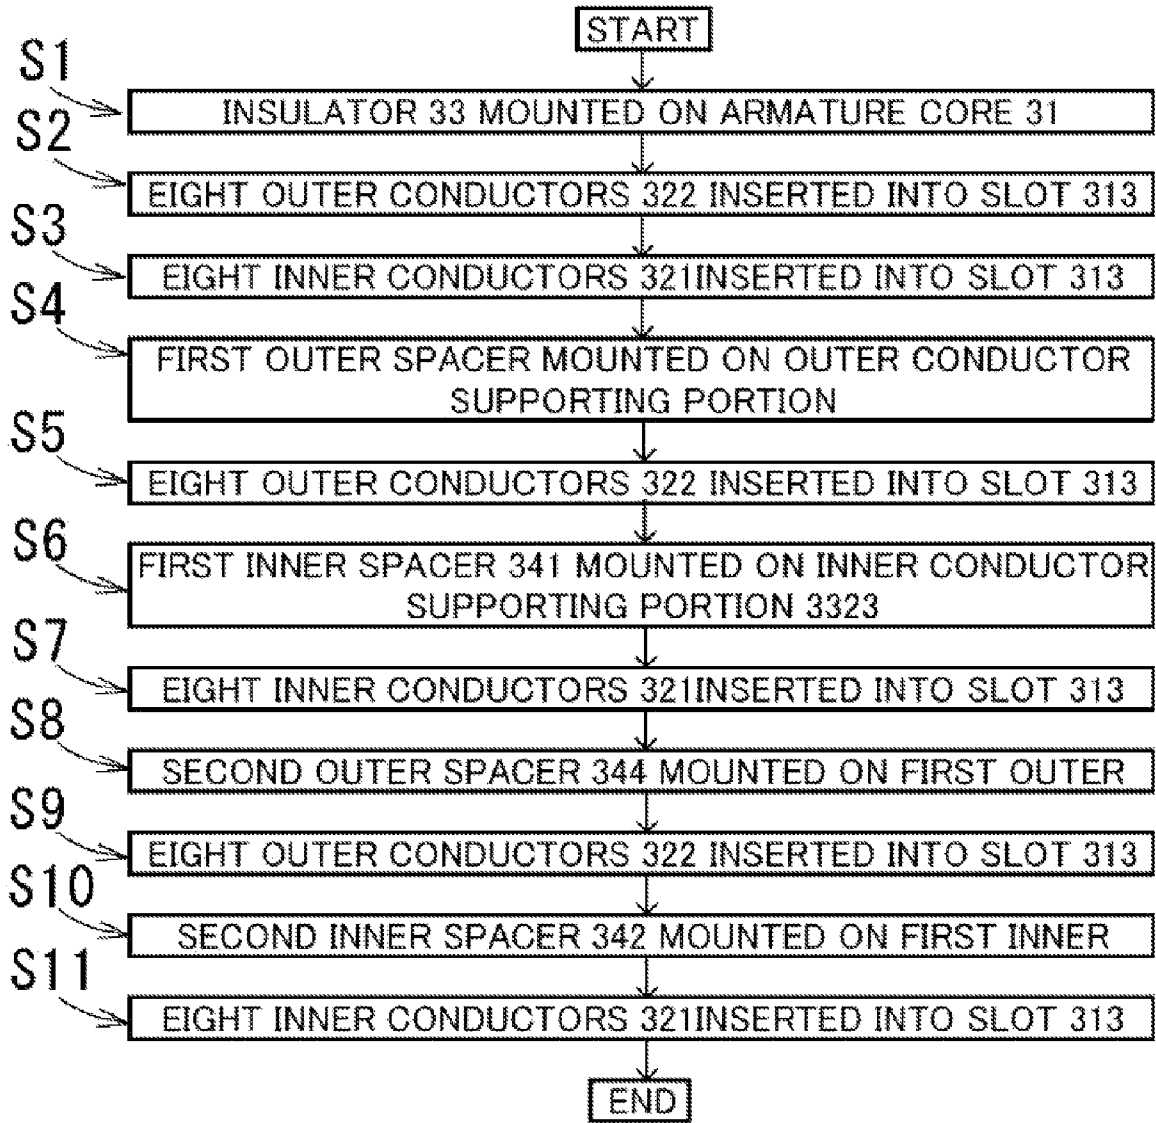 START
S1
INSULATOR 33 MOUNTED ON ARMATURE CORE 31
S2
EIGHT OUTER CONDUCTORS 322 INSERTED INTO SLOT 313
S3
EIGHT INNER CONDUCTORS 321INSERTED INTO SLOT 313
S4
FIRST OUTER SPACER MOUNTED ON OUTER CONDUCTOR
SUPPORTING PORTION
S5
EIGHT OUTER CONDUCTORS 322 INSERTED INTO SLOT 313
S6
FIRST INNER SPACER 341 MOUNTED ON INNER CONDUCTOR
SUPPORTING PORTION 3323
S7
EIGHT INNER CONDUCTORS 321INSERTED INTO SLOT 313
S8
SECOND OUTER SPACER 344 MOUNTED ON FIRST OUTER
S9
EIGHT OUTER CONDUCTORS 322 INSERTED INTO SLOT 313
S10
SECOND INNER SPACER 342 MOUNTED ON FIRST INNER
S11
EIGHT INNER CONDUCTORS 321INSERTED INTO SLOT 313
END